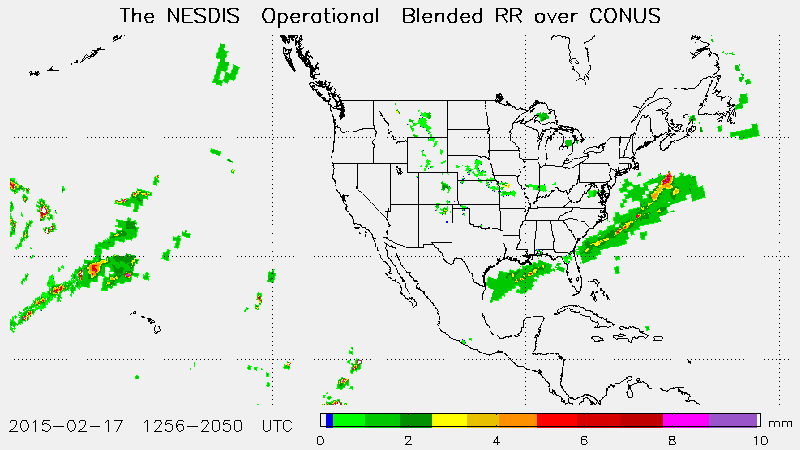 The NESDIS Operational Blended RR over CONUS
2015-02-17 1256-2050 UTC
mm
0 2 4 6 8 10